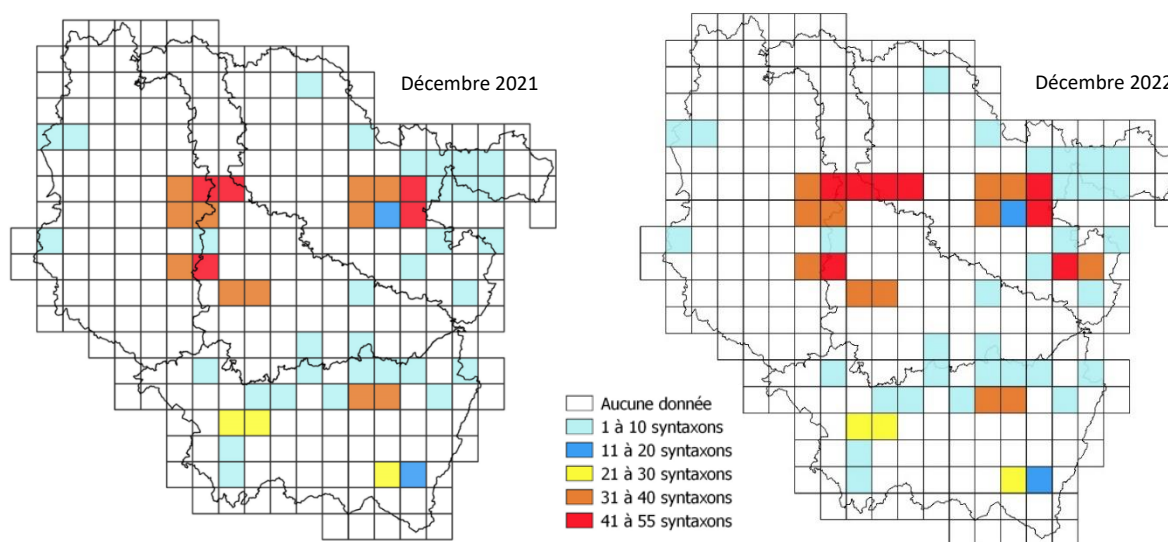 Décembre 2021
Décembre 2022
Aucune donnée
1 à 10 syntaxons
11 à 20 syntaxons
21 à 30 syntaxons
31 à 40 syntaxons
41 à 55 syntaxons